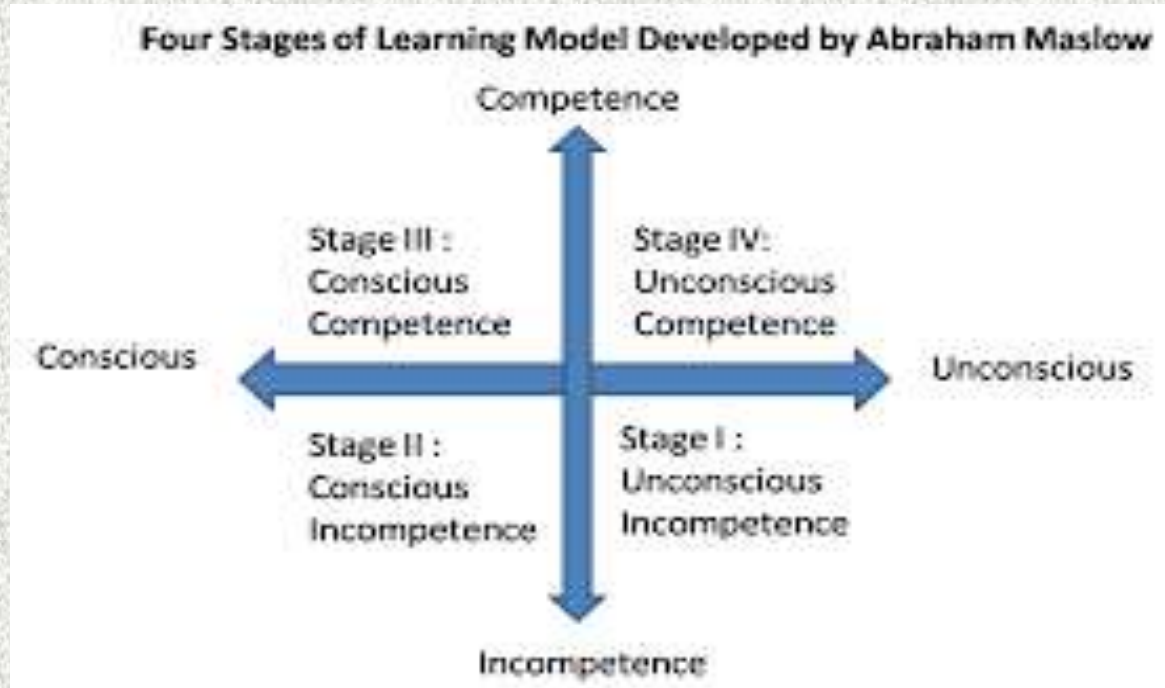 Four Stages of Learning Model Developed by Abraham Maslow
Competence
Stage III :
Conscious
Competence
Stage IV:
Unconscious
Competence
Conscious
Unconscious
Stage II :
Conscious
Incompetence
Stage I :
Unconscious
Incompetence
Incompetence